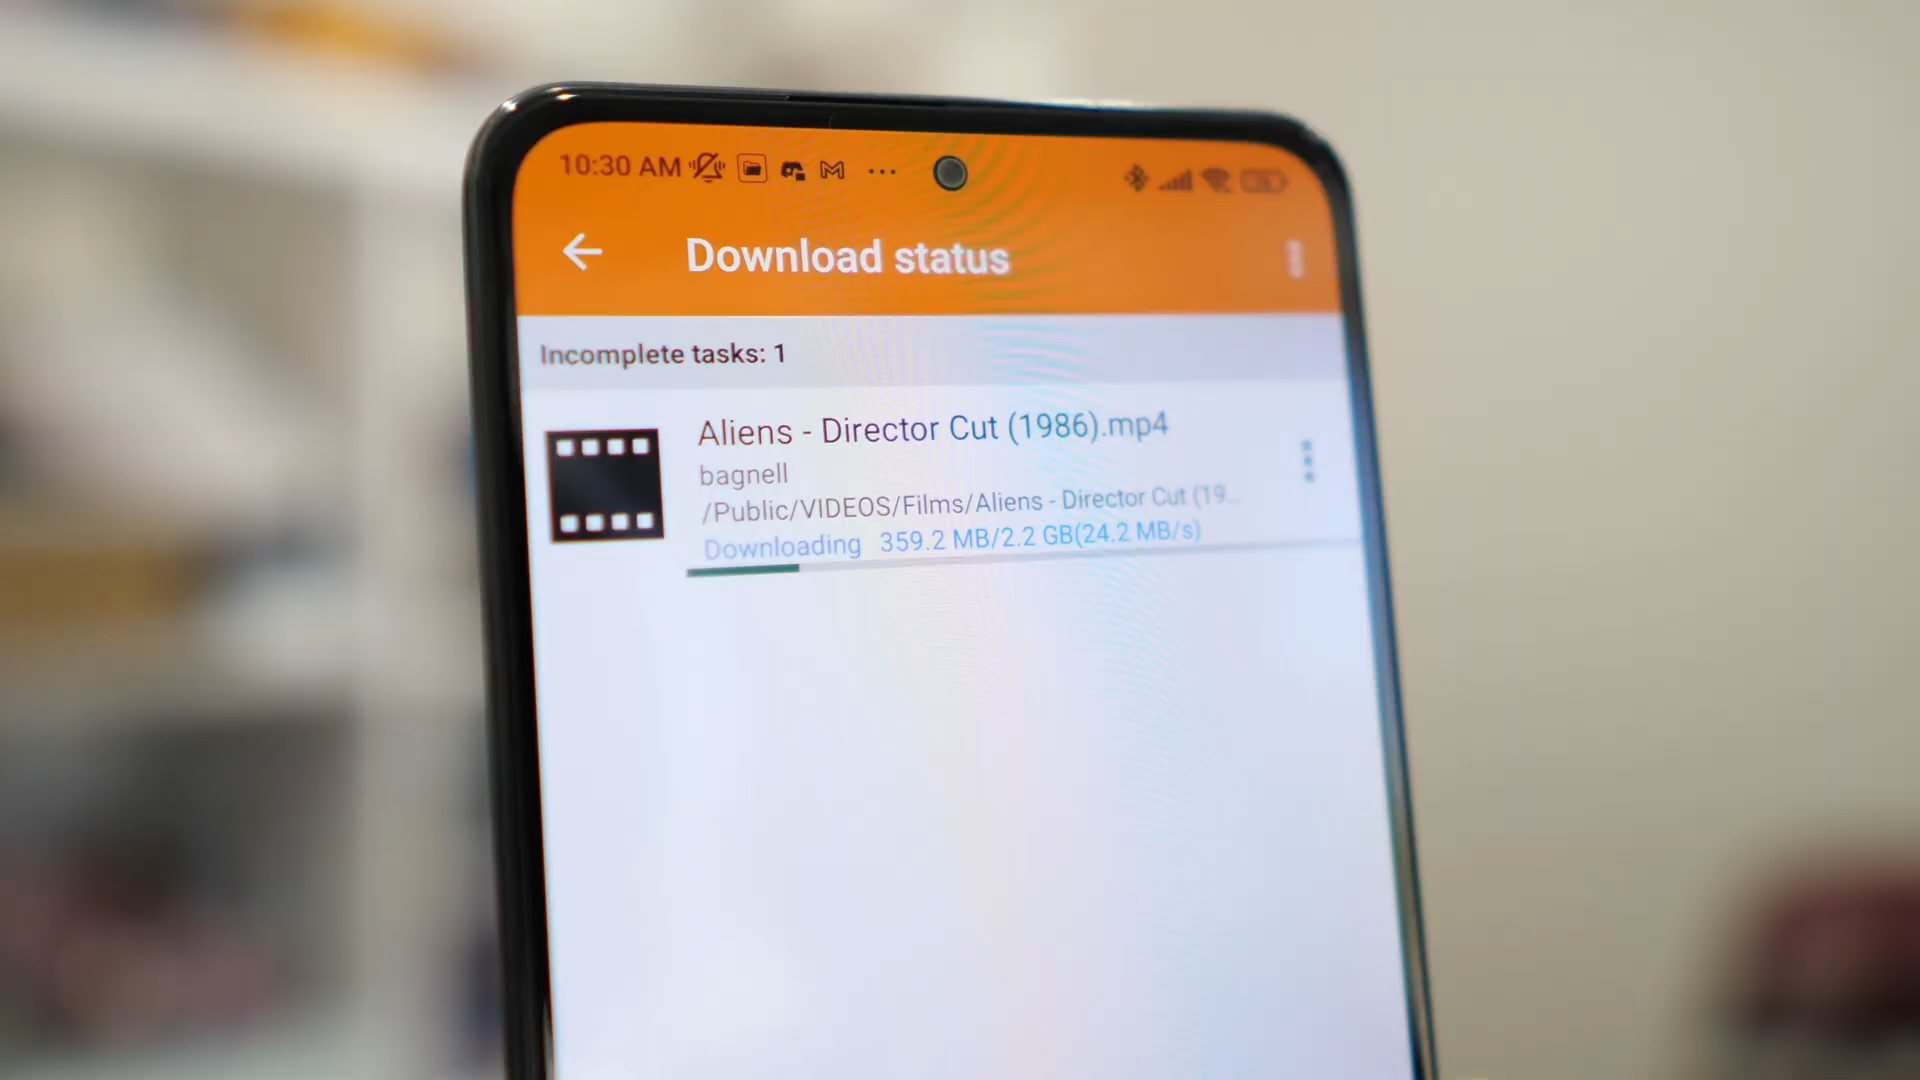 10:30 AM
Download status
Incomplete tasks: 1
Aliens - Director Cut (1986).mp4
bagnell
/Public/VIDEOS/Films/Aliens - Director Cut (19...
Downloading 359.2 MB/2.2 GB(24.2 MB/s)